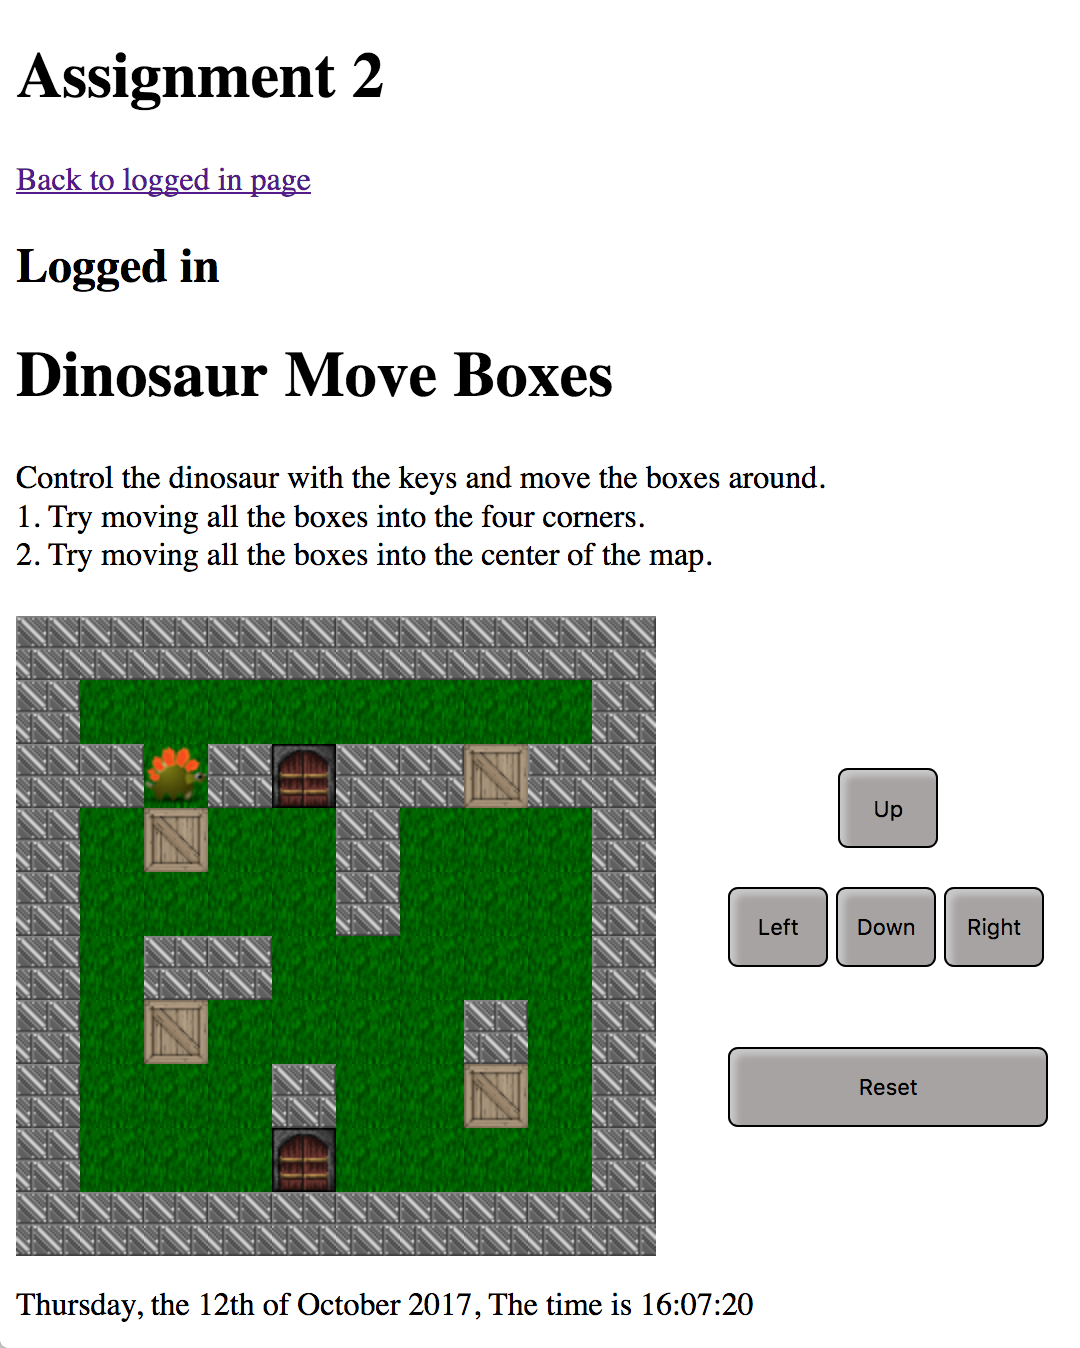 Assignment 2
Back to logged in page
Logged in
Dinosaur Move Boxes
Control the dinosaur with the keys and move the boxes around.
1. Try moving all the boxes into the four corners.
2. Try moving all the boxes into the center of the map.
Up
Left Down Right
Reset
Thursday, the 12th of October 2017, The time is 16:07:20